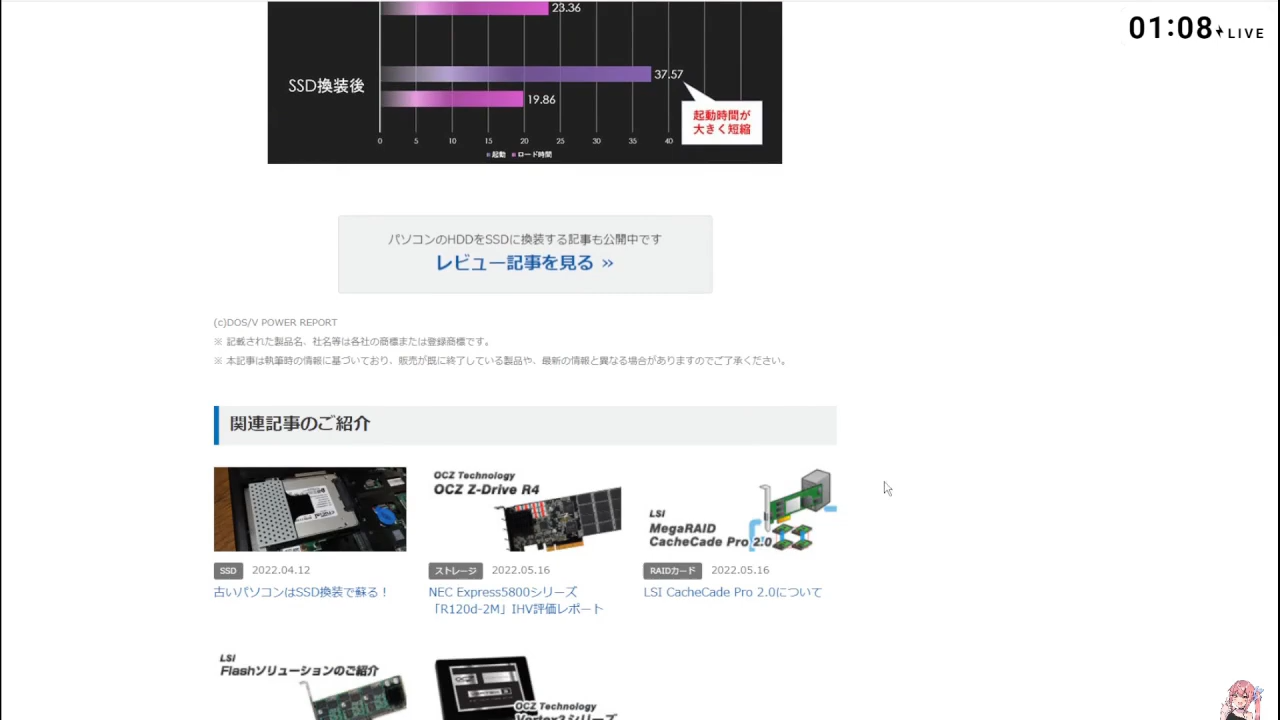 23.36
01:08 LIVE
SSD換装後
37.57
19.86
起動時間が
大きく短縮
0 5 10 15 20 25 30 35 40
起動 ロード時間
パソコンのHDDをSSDに換装する記事も公開中です
レビュー記事を見る »
(c)DOS/V POWER REPORT
※ 記載された製品名、社名等は各社の商標または登録商標です。
※ 本記事は執筆時の情報に基づいており、販売が既に終了している製品や、最新の情報と異なる場合がありますのでご了承ください。
関連記事のご紹介
OCZ Technology
OCZ Z-Drive R4
LSI
MegaRAID
CacheCade Pro 2.0
SSD 2022.04.12
古いパソコンはSSD換装で蘇る！
ストレージ 2022.05.16
NEC Express5800シリーズ
「R120d-2M」IHV評価レポート
RAIDカード 2022.05.16
LSI CacheCade Pro 2.0について
LSI
Flashソリューションのご紹介
OCZ Technology
Vertex3シリーズ